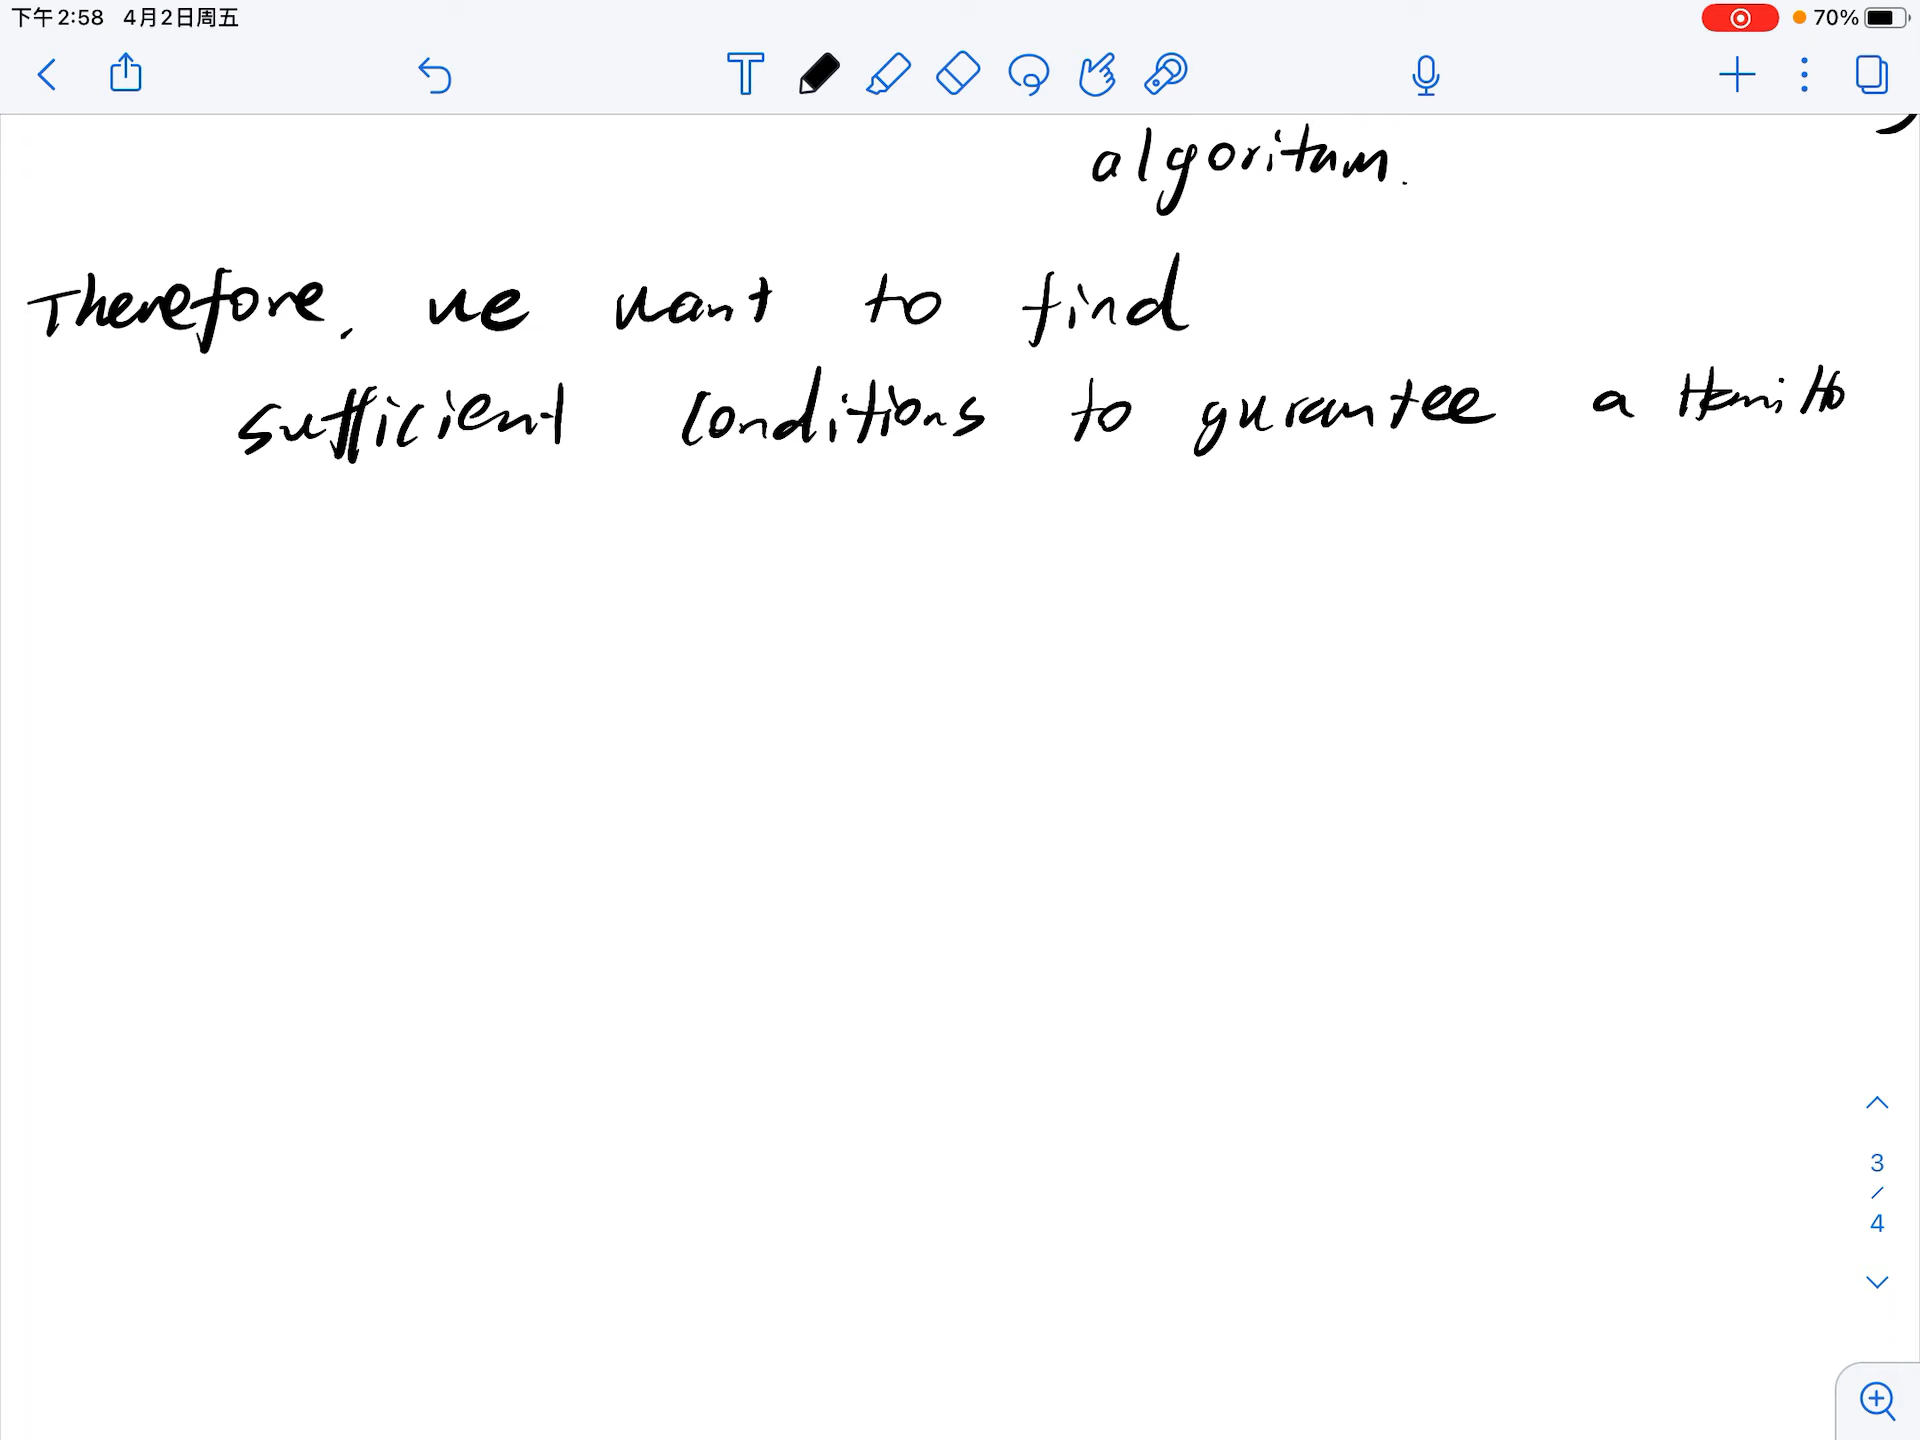 下午2:58 4月2日周五
70%
algoritum.
Therefore, we want to find
sufficient conditions to gurantee a Hamilto
3
/
4